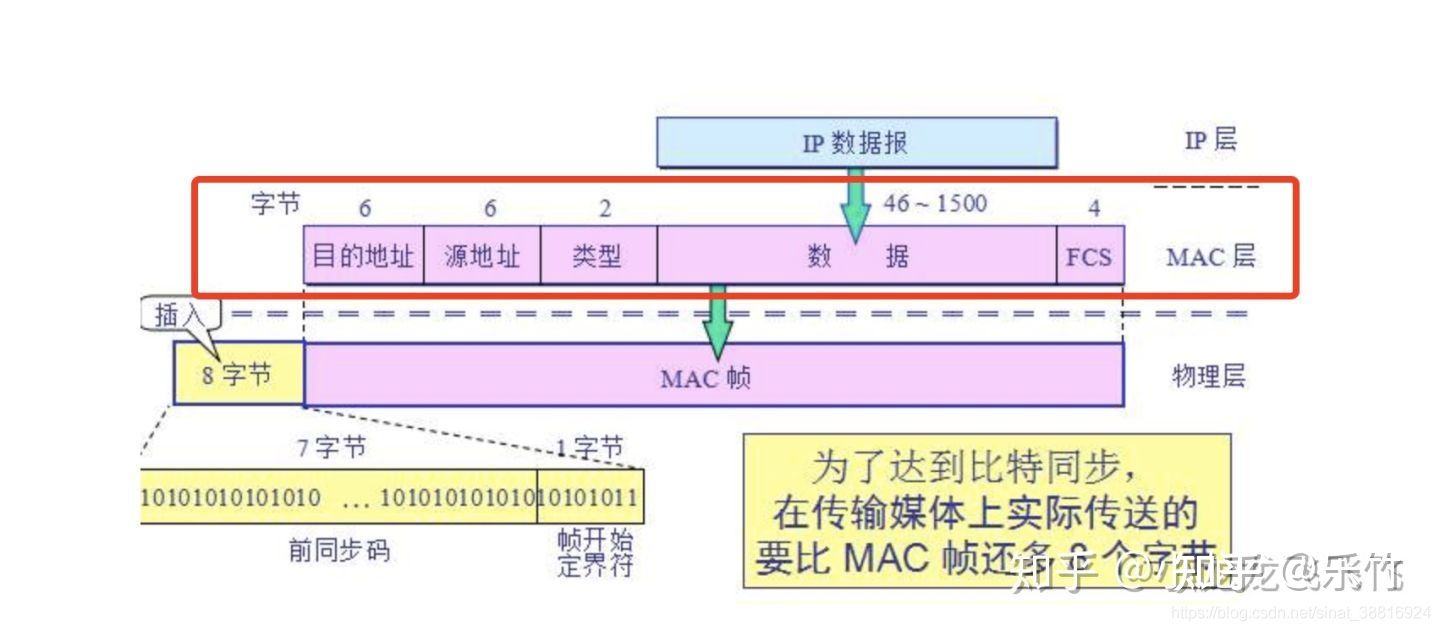 IP 数据报
IP 层
字节
6
6
2
46 ~ 1500
4
目的地址
源地址
类型
数 据
FCS
MAC 层
插入
8 字节
MAC 帧
物理层
7 字节
1 字节
10101010101010 ... 101010101010
10101011
前同步码
帧开始
定界符
为了达到比特同步，
在传输媒体上实际传送的
要比 MAC 帧还多 8 个字节
知乎 @乐竹
https://blog.csdn.net/sinat_38816924